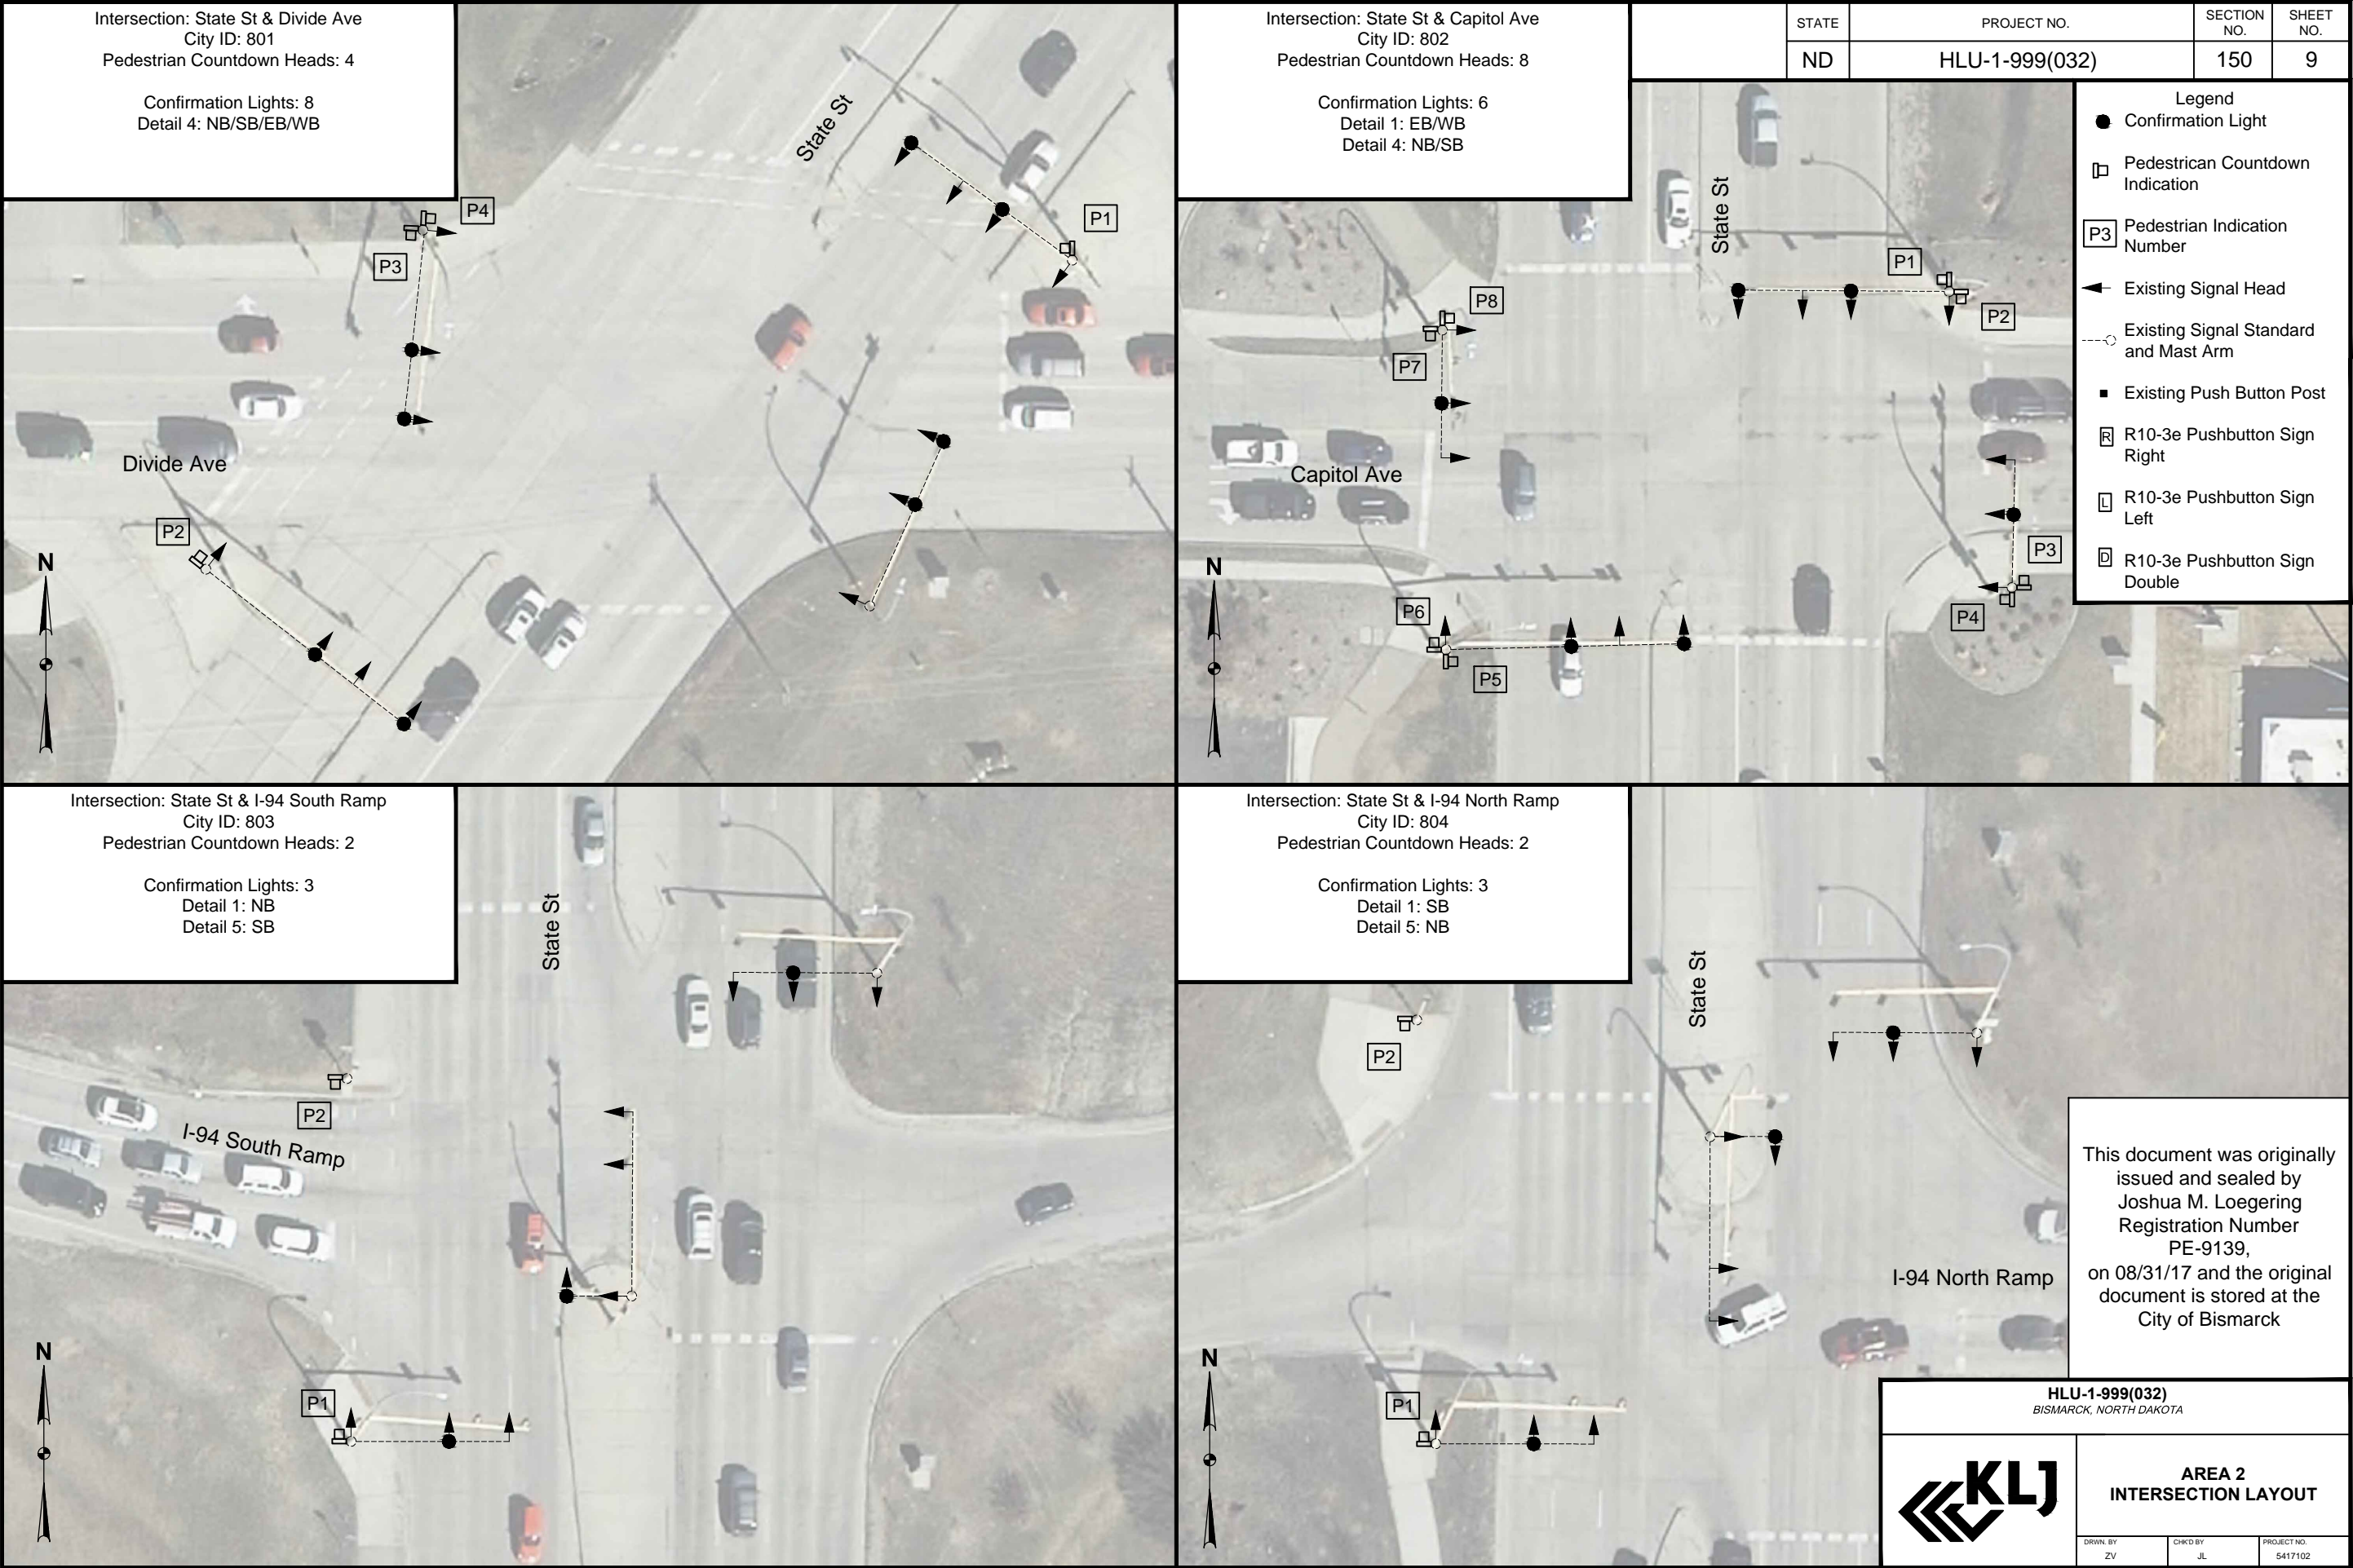 Intersection: State St & Divide Ave
City ID: 801
Pedestrian Countdown Heads: 4
Confirmation Lights: 8
Detail 4: NB/SB/EB/WB
State St
P4
P1
P3
Divide Ave
P2
N
Intersection: State St & Capitol Ave
City ID: 802
Pedestrian Countdown Heads: 8
Confirmation Lights: 6
Detail 1: EB/WB
Detail 4: NB/SB
State St
P1
P8
P2
P7
Capitol Ave
P3
N
P6
P4
P5
STATE
PROJECT NO.
SECTION NO.
SHEET NO.
ND
HLU-1-999(032)
150
9
Legend
Confirmation Light
Pedestrican Countdown
Indication
P3
Pedestrian Indication
Number
Existing Signal Head
Existing Signal Standard
and Mast Arm
Existing Push Button Post
R
R10-3e Pushbutton Sign
Right
L
R10-3e Pushbutton Sign
Left
D
R10-3e Pushbutton Sign
Double
Intersection: State St & I-94 South Ramp
City ID: 803
Pedestrian Countdown Heads: 2
Confirmation Lights: 3
Detail 1: NB
Detail 5: SB
State St
P2
I-94 South Ramp
N
P1
Intersection: State St & I-94 North Ramp
City ID: 804
Pedestrian Countdown Heads: 2
Confirmation Lights: 3
Detail 1: SB
Detail 5: NB
State St
P2
I-94 North Ramp
N
P1
This document was originally
issued and sealed by
Joshua M. Loegering
Registration Number
PE-9139,
on 08/31/17 and the original
document is stored at the
City of Bismarck
HLU-1-999(032)
BISMARCK, NORTH DAKOTA
KLJ
AREA 2
INTERSECTION LAYOUT
DRWN. BY
ZV
CHK'D BY
JL
PROJECT NO.
5417102